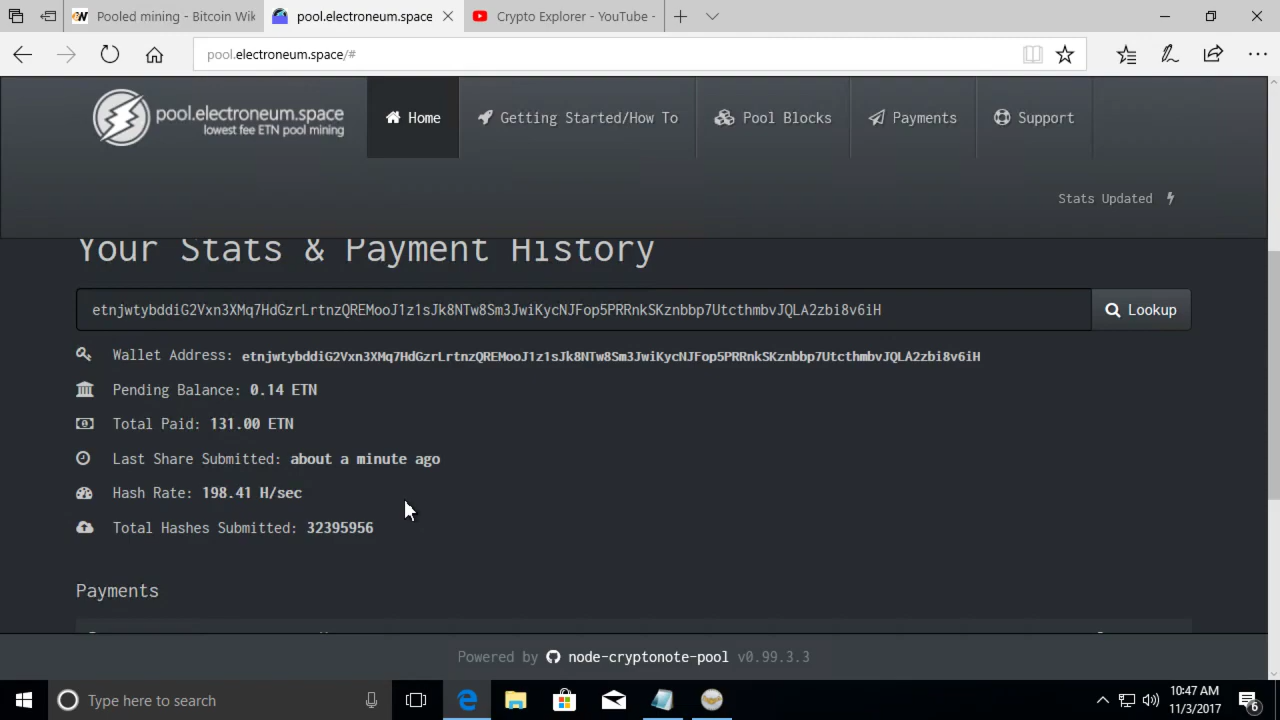 Pooled mining - Bitcoin Wik
pool.electroneum.space
Crypto Explorer - YouTube -
pool.electroneum.space/#
pool.electroneum.space
lowest fee ETN pool mining
Home
Getting Started/How To
Pool Blocks
Payments
Support
Stats Updated
Your Stats & Payment History
etnjwtybddiG2Vxn3XMq7HdGzrLrtnzQREMooJ1z1sJk8NTw8Sm3JwiKycNJFop5PRRnkSKznbbp7UtcthmbvJQLA2zbi8v6iH
Lookup
Wallet Address: etnjwtybddiG2Vxn3XMq7HdGzrLrtnzQREMooJ1z1sJk8NTw8Sm3JwiKycNJFop5PRRnkSKznbbp7UtcthmbvJQLA2zbi8v6iH
Pending Balance: 0.14 ETN
Total Paid: 131.00 ETN
Last Share Submitted: about a minute ago
Hash Rate: 198.41 H/sec
Total Hashes Submitted: 32395956
Payments
Powered by node-cryptonote-pool v0.99.3.3
Type here to search
10:47 AM
11/3/2017
6